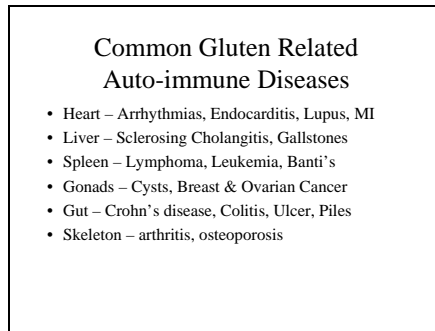 Common Gluten Related
Auto-immune Diseases
• Heart – Arrhythmias, Endocarditis, Lupus, MI
• Liver – Sclerosing Cholangitis, Gallstones
• Spleen – Lymphoma, Leukemia, Banti's
• Gonads – Cysts, Breast & Ovarian Cancer
• Gut – Crohn's disease, Colitis, Ulcer, Piles
• Skeleton – arthritis, osteoporosis